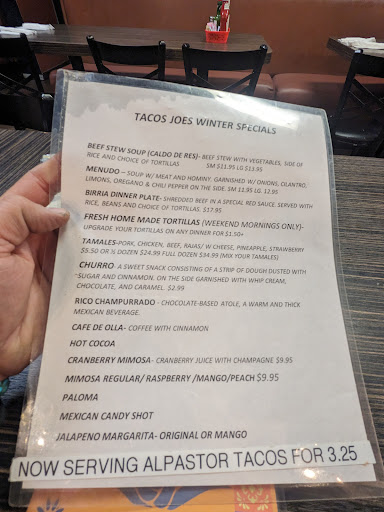 TACOS JOES WINTER SPECIALS
BEEF STEW SOUP (CALDO DE RES)- BEEF STEW WITH VEGETABLES, SIDE OF
RICE AND CHOICE OF TORTILLAS SM $11.95 LG $13.95
MENUDO – SOUP W/ MEAT AND HOMINY. GARNISHED W/ ONIONS, CILANTRO,
LIMONS, OREGANO & CHILI PEPPER ON THE SIDE. SM 11.95 LG. 12.95
BIRRIA DINNER PLATE- SHREDDED BEEF IN A SPECIAL RED SAUCE SERVED WITH
RICE, BEANS AND CHOICE OF TORTILLAS. $17.95
FRESH HOME MADE TORTILLAS (WEEKEND MORNINGS ONLY)-
UPGRADE YOUR TORTILLAS ON ANY DINNER FOR $1.50+
TAMALES-PORK, CHICKEN, BEEF, RAJAS/ W CHEESE, PINEAPPLE, STRAWBERRY
$5.50 OR ½ DOZEN $24.99 FULL DOZEN $34.99 (MIX YOUR TAMALES)
CHURRO- A SWEET SNACK CONSISTING OF A STRIP OF DOUGH DUSTED WITH
SUGAR AND CINNAMON. ON THE SIDE GARNISHED WITH WHIP CREAM,
CHOCOLATE, AND CARAMEL. $2.99
RICO CHAMPURRADO - CHOCOLATE-BASED ATOLE, A WARM AND THICK
MEXICAN BEVERAGE.
CAFE DE OLLA- COFFEE WITH CINNAMON
HOT COCOA
CRANBERRY MIMOSA- CRANBERRY JUICE WITH CHAMPAGNE $9.95
MIMOSA REGULAR/ RASPBERRY /MANGO/PEACH $9.95
PALOMA
MEXICAN CANDY SHOT
JALAPENO MARGARITA- ORIGINAL OR MANGO
NOW SERVING ALPASTOR TACOS FOR 3.25